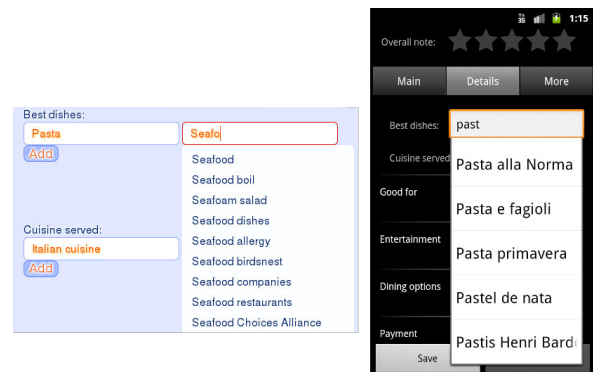 Best dishes:
Pasta
Seafo
Add
Seafood
Seafood boil
Seafoam salad
Seafood dishes
Cuisine served:
Seafood allergy
Italian cuisine
Seafood birdsnest
Add
Seafood companies
Seafood restaurants
Seafood Choices Alliance
3G 1:15
Overall note:
Main Details More
Best dishes: past
Cuisine served
Pasta alla Norma
Good for
Pasta e fagioli
Entertainment
Pasta primavera
Dining options
Pastel de nata
Payment
Pastis Henri Bard
Save